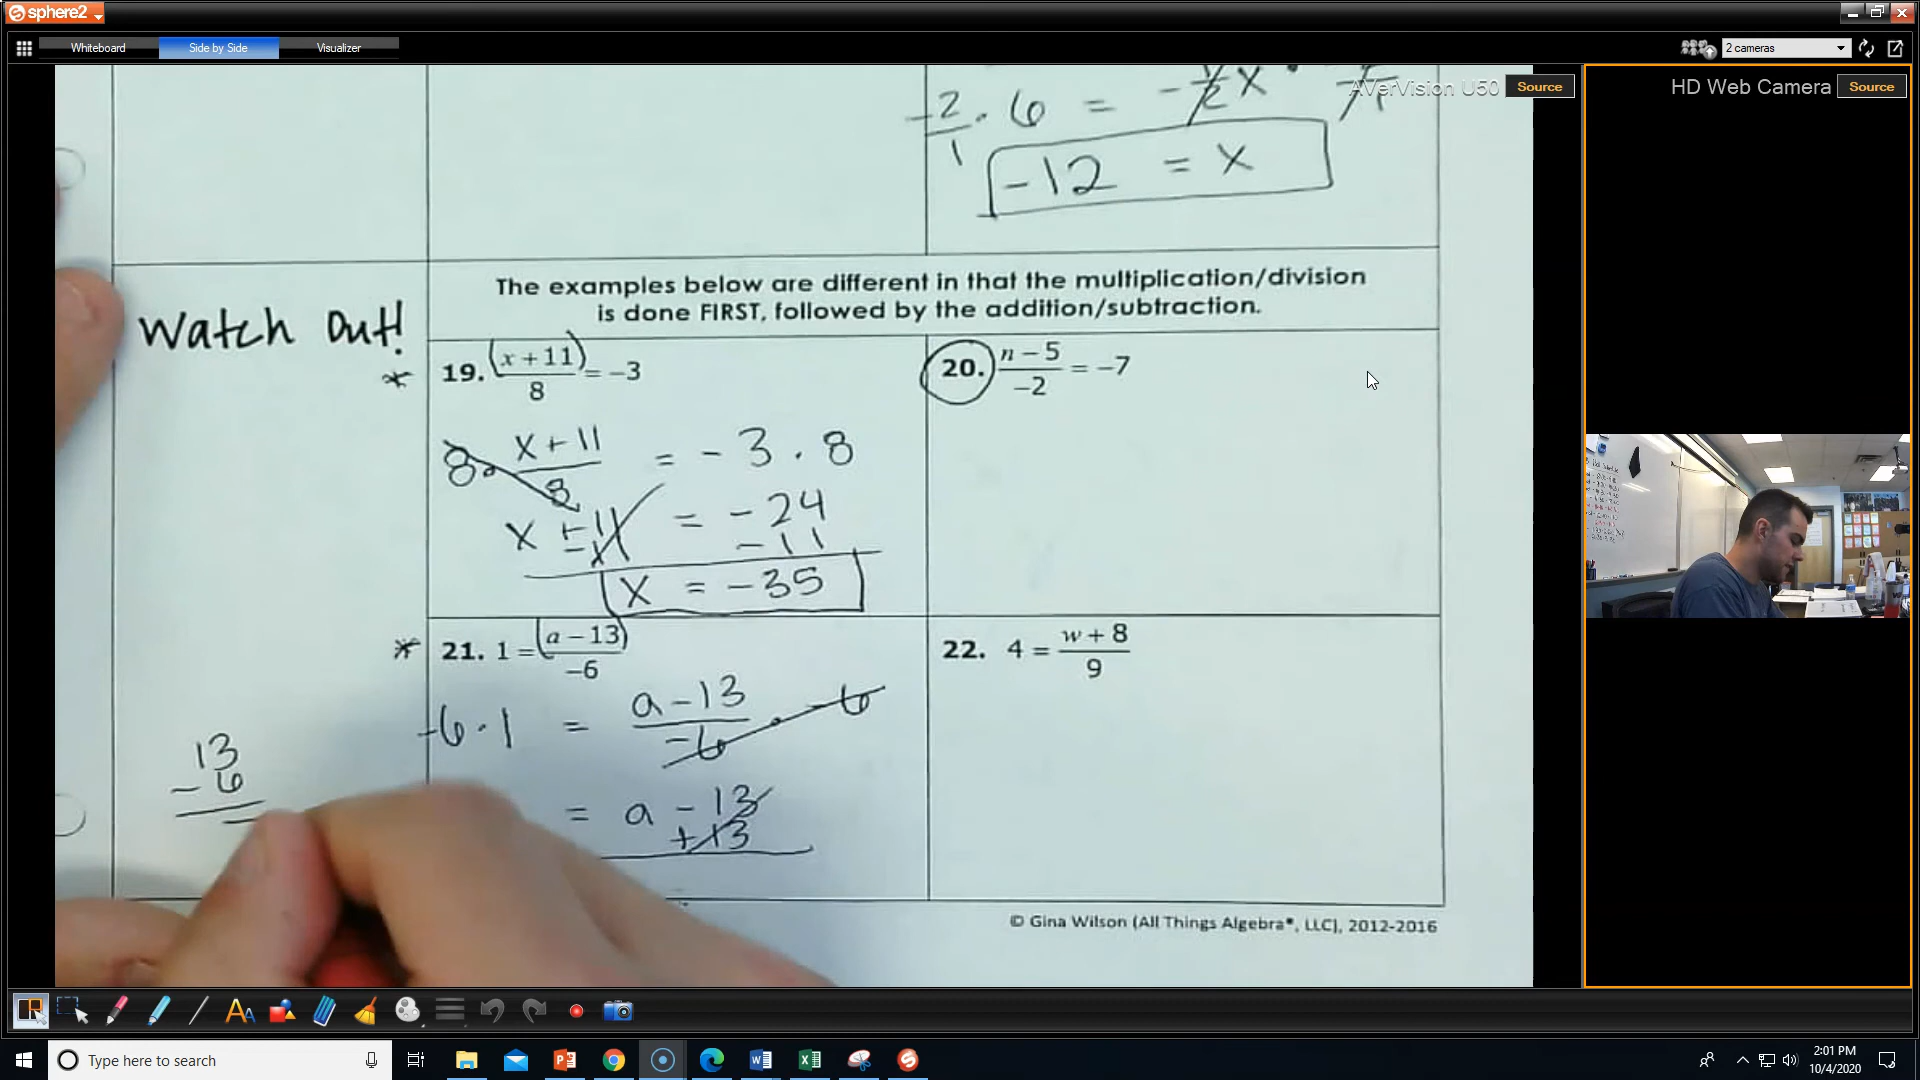 sphere2
Whiteboard
Side by Side
Visualizer
2 cameras
AVerVision U50
Source
HD Web Camera
Source
-2/1 · 6 = -1/2 x ·
-12 = x
Watch Out!
The examples below are different in that the multiplication/division
is done FIRST, followed by the addition/subtraction.
* 19. (x + 11)/8 = -3
8 · x + 11/8 = -3 · 8
x + 11 = -24
-11 -11
x = -35
20. n - 5/-2 = -7
* 21. 1 = (a - 13)/-6
-6 · 1 = a - 13/-6 · -6
= a - 13
+13
13
- 6
22. 4 = w + 8/9
© Gina Wilson (All Things Algebra®, LLC), 2012-2016
Type here to search
2:01 PM
10/4/2020